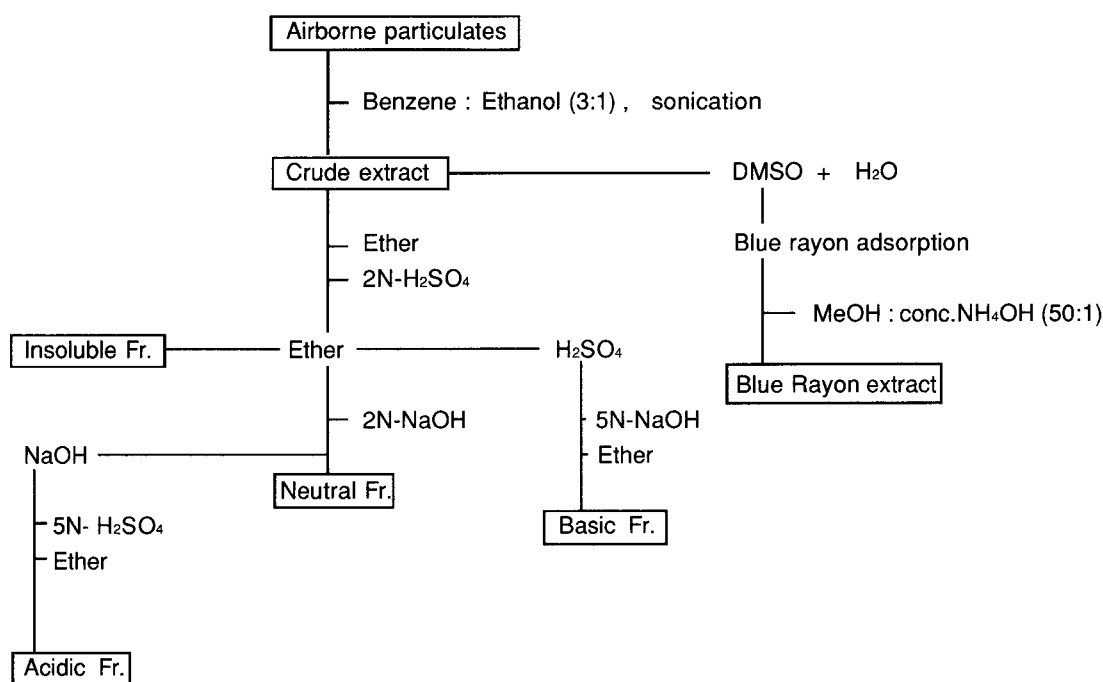 Airborne particulates
Benzene : Ethanol (3:1) , sonication
Crude extract
DMSO + H₂O
Ether
Blue rayon adsorption
2N-H₂SO₄
MeOH : conc.NH₄OH (50:1)
Insoluble Fr.
Ether
H₂SO₄
Blue Rayon extract
2N-NaOH
5N-NaOH
NaOH
Ether
Neutral Fr.
5N- H₂SO₄
Basic Fr.
Ether
Acidic Fr.